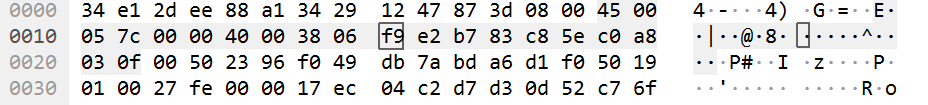 0000 34 e1 2d ee 88 a1 34 29 12 47 87 3d 08 00 45 00 4·-···4) ·G·=··E·
0010 05 7c 00 00 40 00 38 06 f9 e2 b7 83 c8 5e c0 a8 ·|··@·8· ·····^··
0020 03 0f 00 50 23 96 f0 49 db 7a bd a6 d1 f0 50 19 ···P#··I ·z····P·
0030 01 00 27 fe 00 00 17 ec 04 c2 d7 d3 0d 52 c7 6f ··'····· ·····R·o